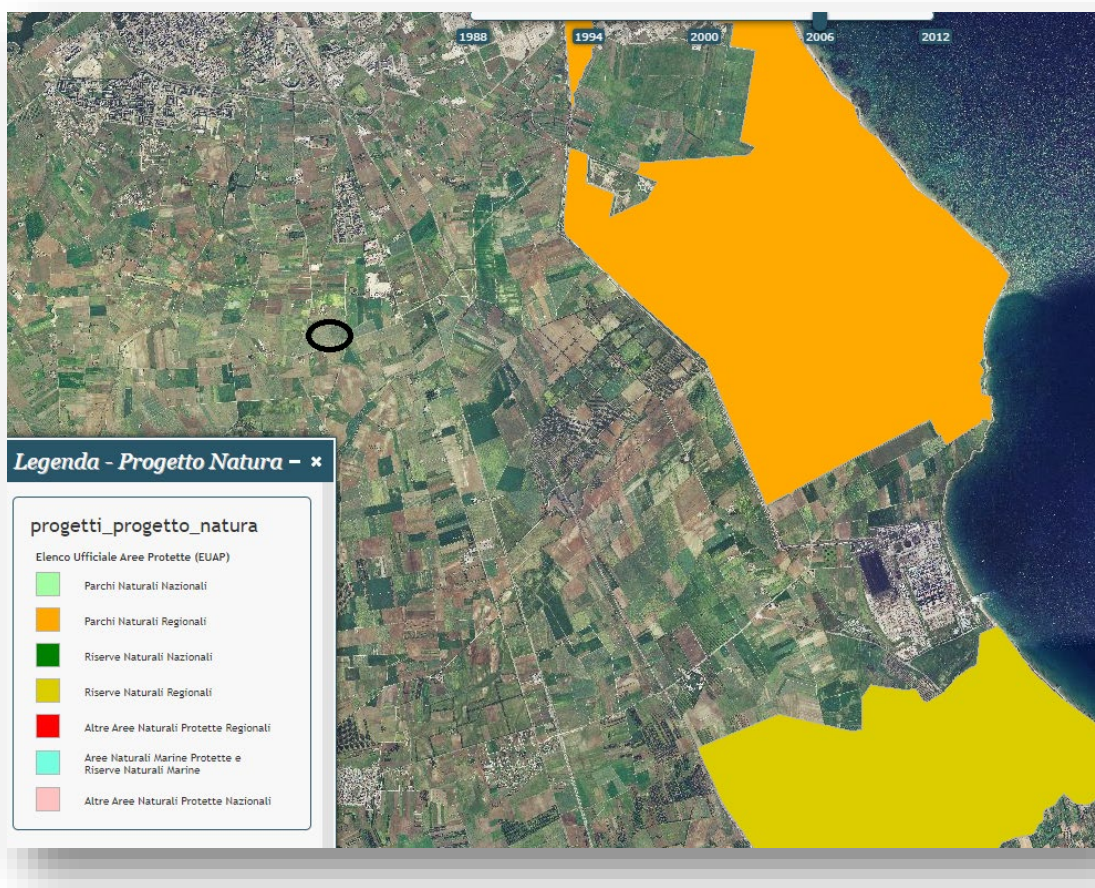 1988 1994 2000 2006 2012
Legenda - Progetto Natura – ×
progetti_progetto_natura
Elenco Ufficiale Aree Protette (EUAP)
Parchi Naturali Nazionali
Parchi Naturali Regionali
Riserve Naturali Nazionali
Riserve Naturali Regionali
Altre Aree Naturali Protette Regionali
Aree Naturali Marine Protette e
Riserve Naturali Marine
Altre Aree Naturali Protette Nazionali